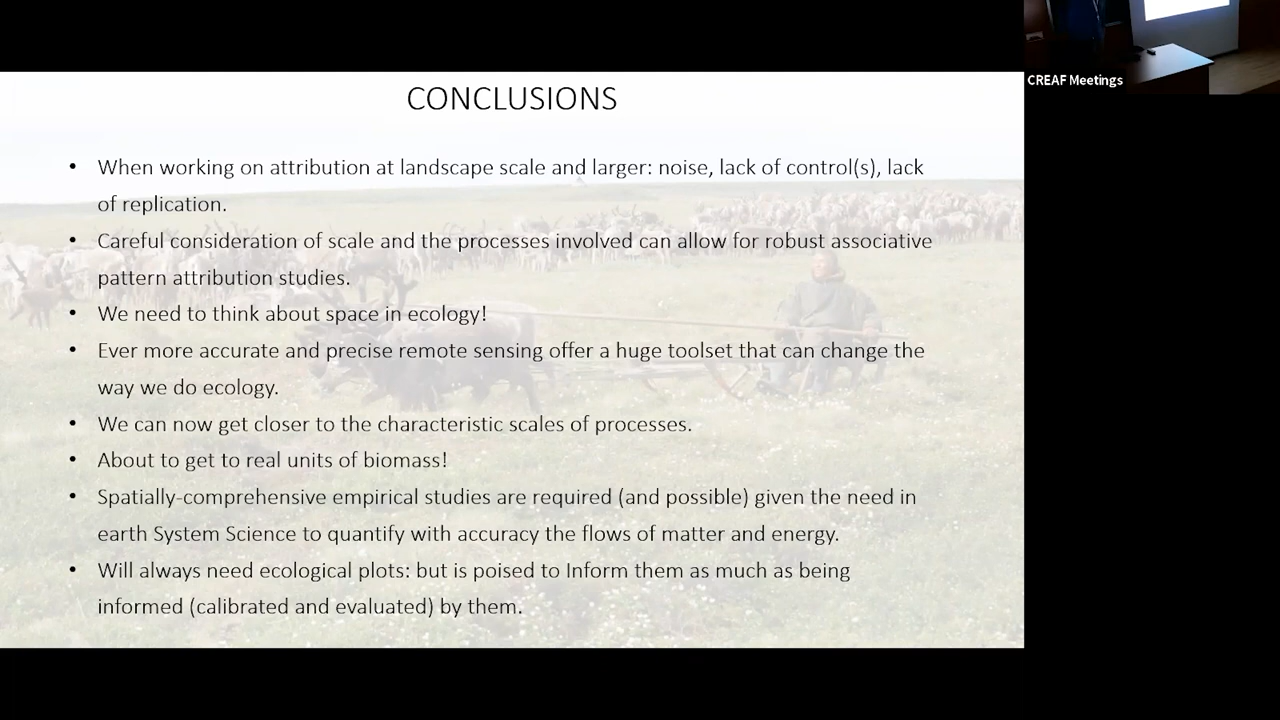 CREAF Meetings
CONCLUSIONS
• When working on attribution at landscape scale and larger: noise, lack of control(s), lack
of replication.
• Careful consideration of scale and the processes involved can allow for robust associative
pattern attribution studies.
• We need to think about space in ecology!
• Ever more accurate and precise remote sensing offer a huge toolset that can change the
way we do ecology.
• We can now get closer to the characteristic scales of processes.
• About to get to real units of biomass!
• Spatially-comprehensive empirical studies are required (and possible) given the need in
earth System Science to quantify with accuracy the flows of matter and energy.
• Will always need ecological plots: but is poised to Inform them as much as being
informed (calibrated and evaluated) by them.